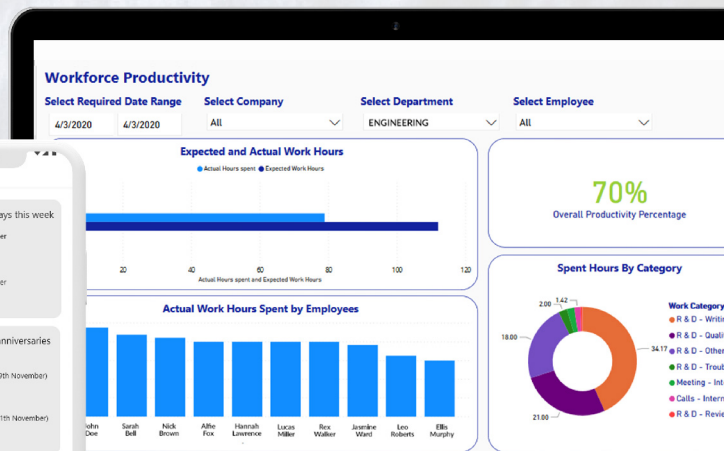 Workforce Productivity
Select Required Date Range
Select Company
Select Department
Select Employee
4/3/2020
4/3/2020
All
ENGINEERING
All
Expected and Actual Work Hours
Actual Hours spent
Expected Work Hours
20
40
60
80
100
120
Actual Hours spent and Expected Work Hours
70%
Overall Productivity Percentage
Actual Work Hours Spent by Employees
Doe
Sarah Bell
Nick Brown
Alfie Fox
Hannah Lawrence
Lucas Miller
Rex Walker
Jasmine Ward
Leo Roberts
Ellis Murphy
Spent Hours By Category
2.00
1.42
18.00
34.17
21.00
Work Category
R & D - Writi
R & D - Quali
R & D - Other
R & D - Troub
Meeting - Int
Calls - Intern
R & D - Revie
ays this week
er
er
nniversaries
9th November)
1th November)